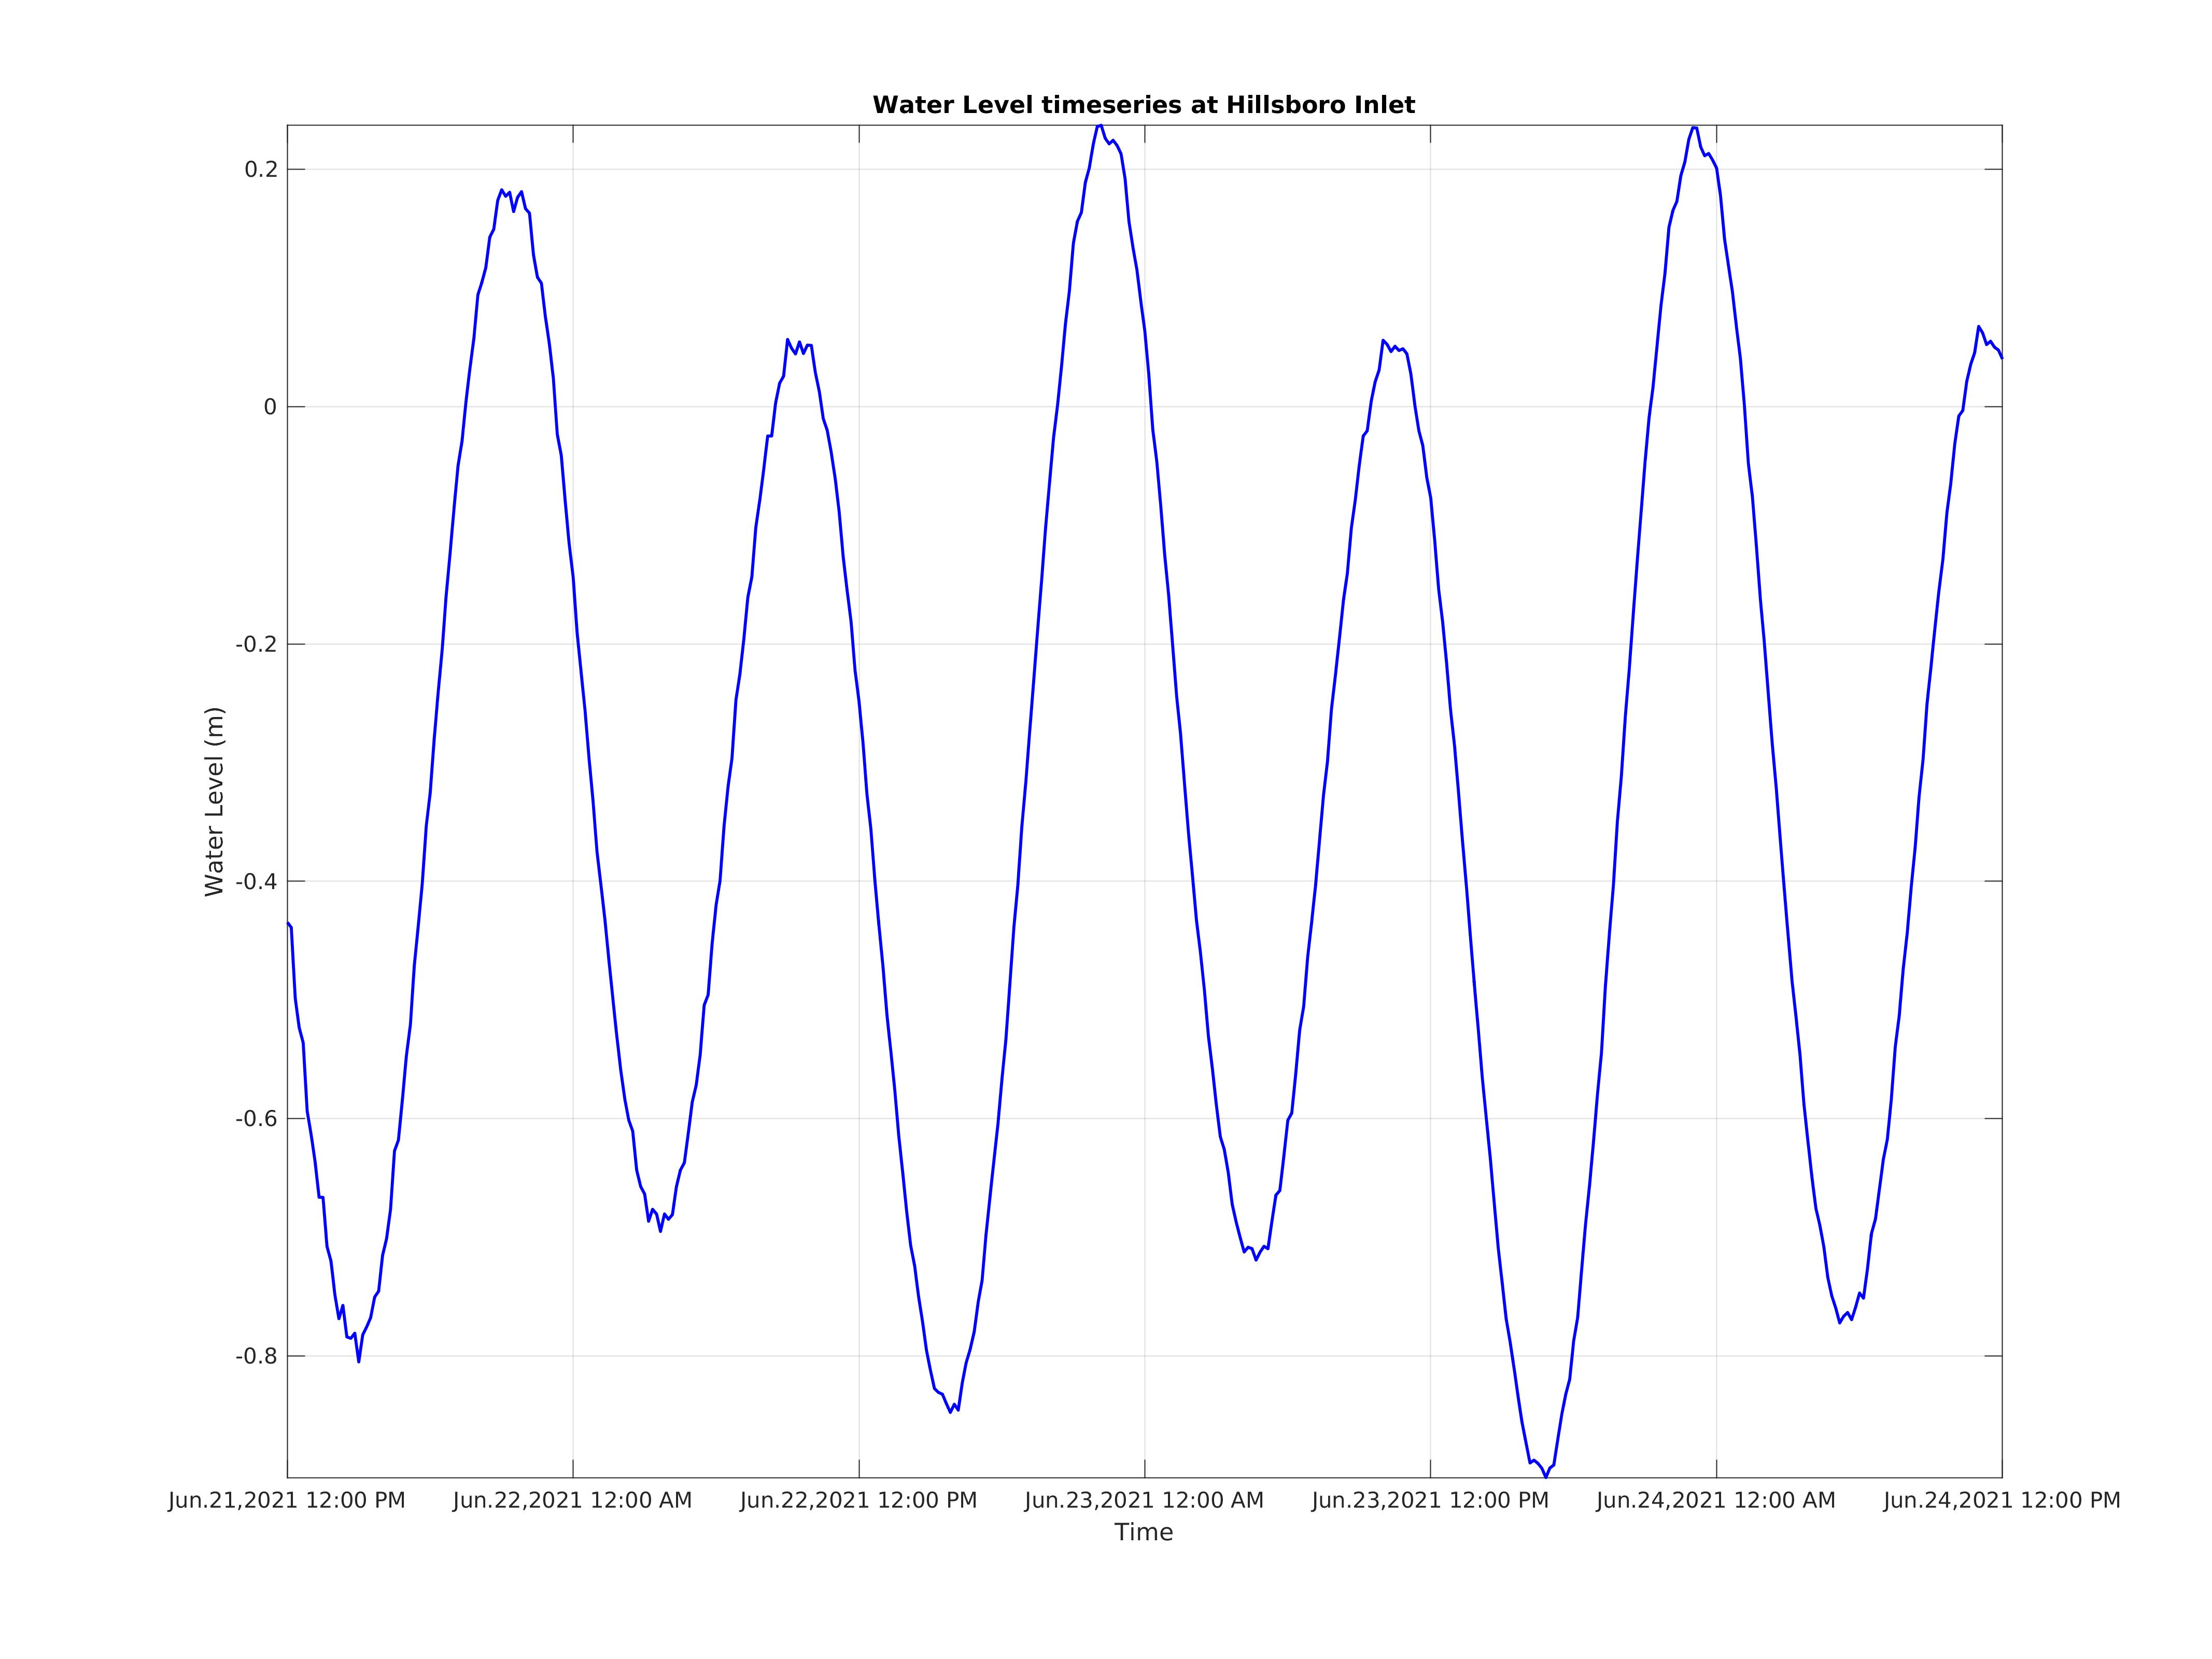 Water Level timeseries at Hillsboro Inlet
0.2
0
-0.2
-0.4
-0.6
-0.8
Water Level (m)
Jun.21,2021 12:00 PM
Jun.22,2021 12:00 AM
Jun.22,2021 12:00 PM
Jun.23,2021 12:00 AM
Jun.23,2021 12:00 PM
Jun.24,2021 12:00 AM
Jun.24,2021 12:00 PM
Time